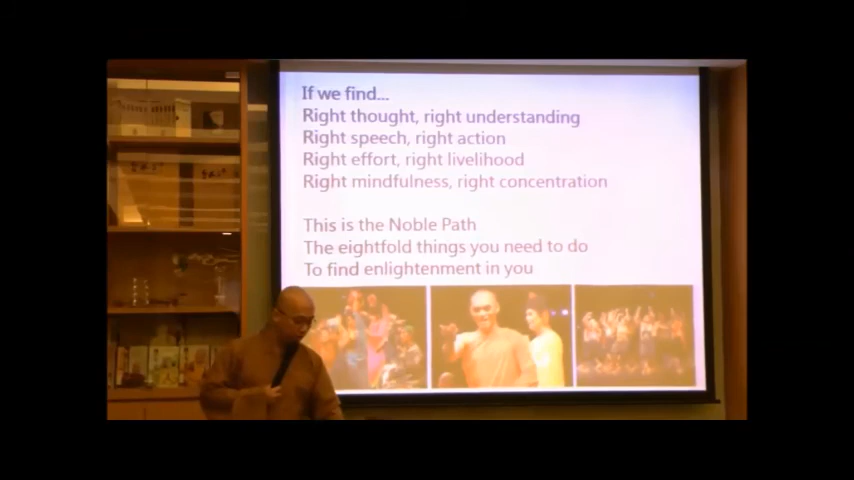 If we find...
Right thought, right understanding
Right speech, right action
Right effort, right livelihood
Right mindfulness, right concentration
This is the Noble Path
The eightfold things you need to do
To find enlightenment in you